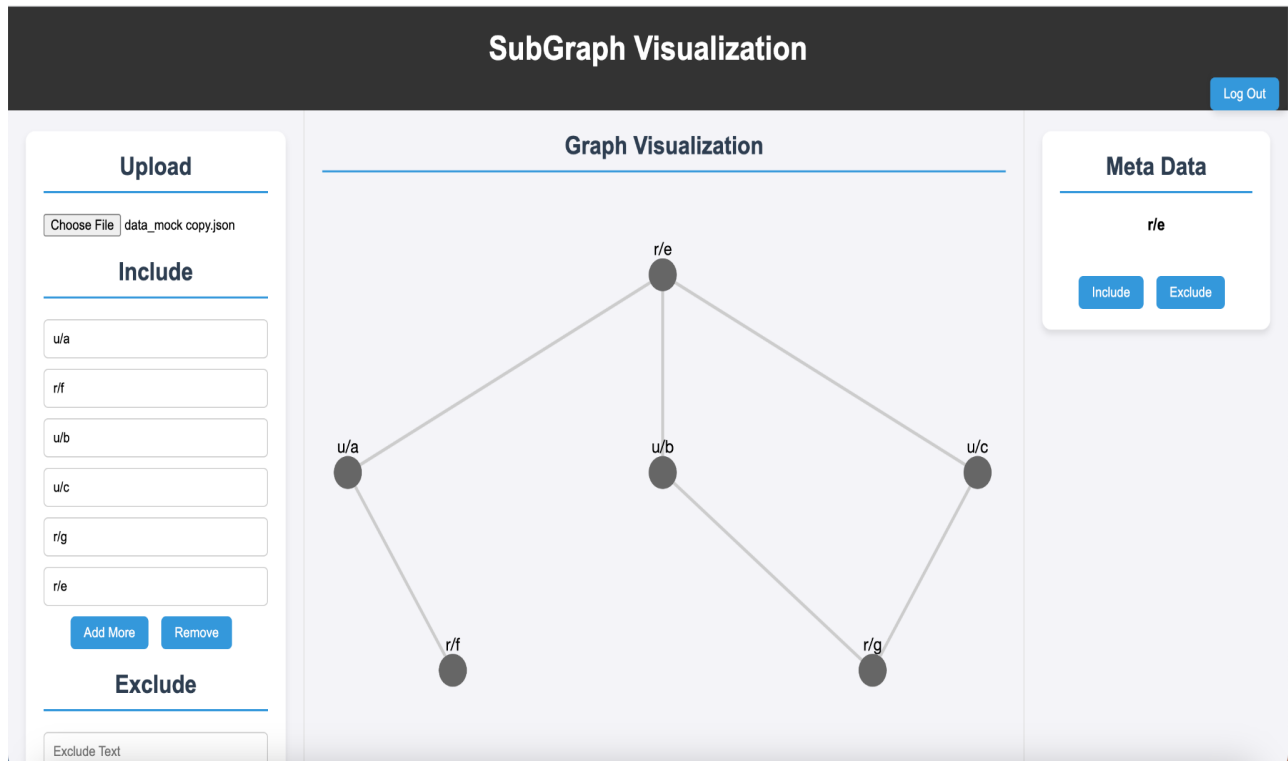 SubGraph Visualization
Log Out
Upload
Choose File data_mock copy.json
Include
u/a
r/f
u/b
u/c
r/g
r/e
Add More Remove
Exclude
Exclude Text
Graph Visualization
r/e
u/a u/b u/c
r/f r/g
Meta Data
r/e
Include Exclude